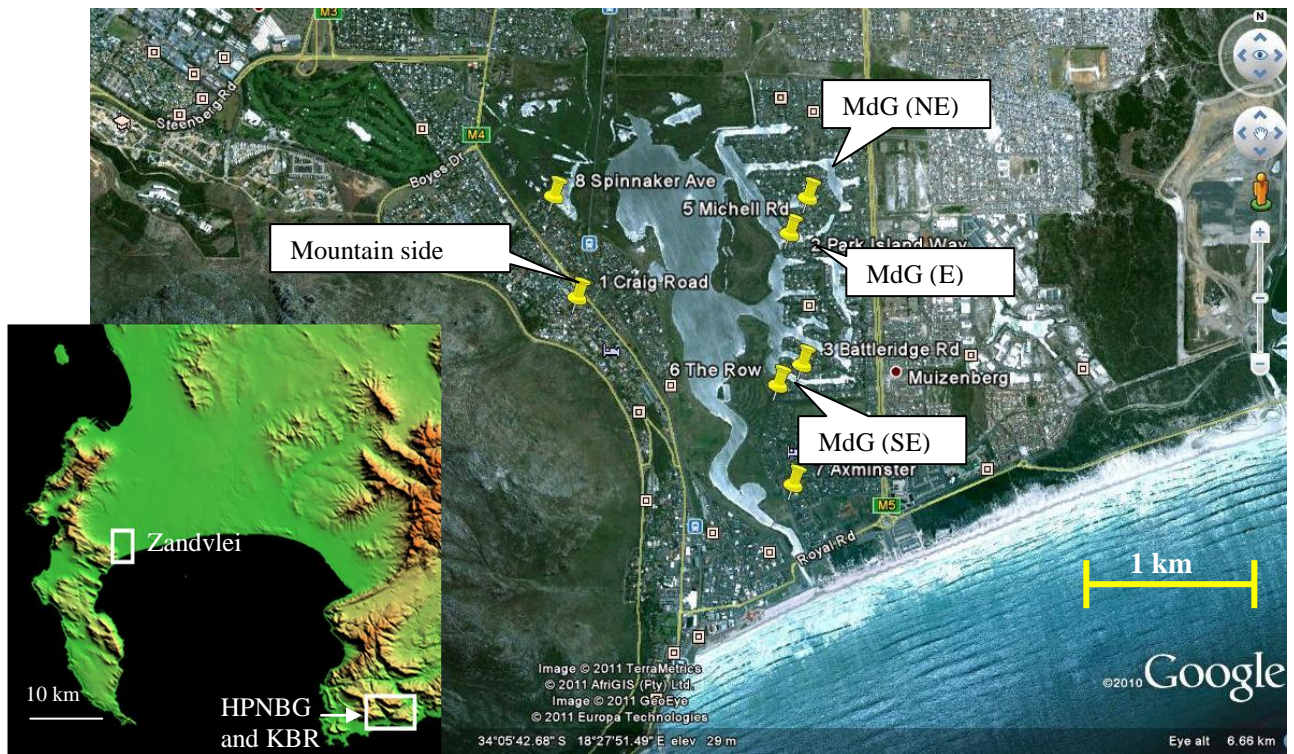 M3
N
MdG (NE)
Steenberg Rd
M4
Boyes Dr
8 Spinnaker Ave
5 Michell Rd
2 Park Island Way
Mountain side
MdG (E)
1 Craig Road
3 Battleridge Rd
6 The Row
Muizenberg
MdG (SE)
7 Axminster
M5
Zandvlei
Royal Rd
1 km
Image © 2011 TerraMetrics
© 2011 AfriGIS (Pty) Ltd.
Image © 2011 GeoEye
© 2011 Europa Technologies
©2010 Google
10 km
HPNBG
and KBR
34°05'42.68" S 18°27'51.49" E elev 29 m
Eye alt 6.66 km